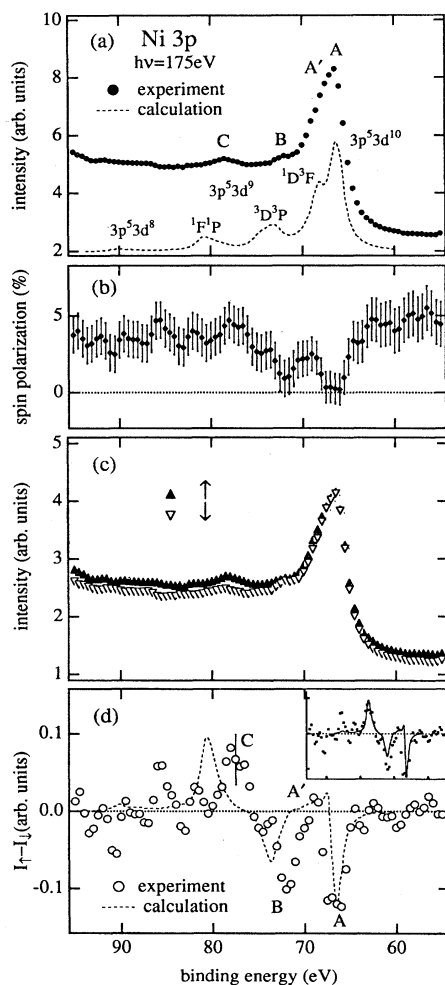 (a) Ni 3p
hν=175eV
● experiment
---- calculation
A′ A
C B
3p⁵3d¹⁰
3p⁵3d⁹ ¹D³F
3p⁵3d⁸ ¹F¹P ³D³P
intensity (arb. units)
10
8
6
4
2
(b)
spin polarization (%)
5
0
(c)
▲ ↑
▽ ↓
intensity (arb. units)
5
4
3
2
1
(d)
C
A′
B
A
○ experiment
---- calculation
I↑−I↓(arb. units)
0.1
0.0
-0.1
90 80 70 60
binding energy (eV)